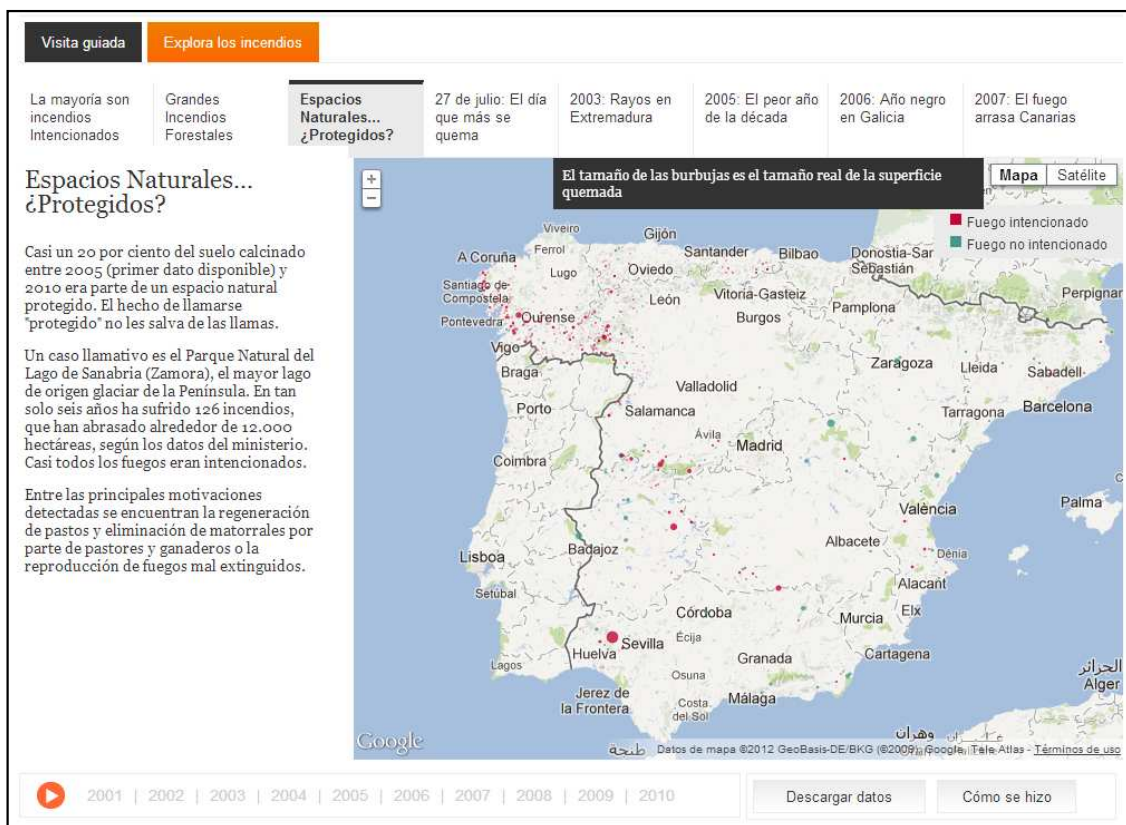 Visita guiada
Explora los incendios
La mayoría son
incendios
Intencionados
Grandes
Incendios
Forestales
Espacios
Naturales...
¿Protegidos?
27 de julio: El día
que más se
quema
2003: Rayos en
Extremadura
2005: El peor año
de la década
2006: Año negro
en Galicia
2007: El fuego
arrasa Canarias
Espacios Naturales...
¿Protegidos?
Casi un 20 por ciento del suelo calcinado
entre 2005 (primer dato disponible) y
2010 era parte de un espacio natural
protegido. El hecho de llamarse
"protegido" no les salva de las llamas.
Un caso llamativo es el Parque Natural del
Lago de Sanabria (Zamora), el mayor lago
de origen glaciar de la Península. En tan
solo seis años ha sufrido 126 incendios,
que han abrasado alrededor de 12.000
hectáreas, según los datos del ministerio.
Casi todos los fuegos eran intencionados.
Entre las principales motivaciones
detectadas se encuentran la regeneración
de pastos y eliminación de matorrales por
parte de pastores y ganaderos o la
reproducción de fuegos mal extinguidos.
+
−
El tamaño de las burbujas es el tamaño real de la superficie
quemada
Mapa
Satélite
Fuego intencionado
Fuego no intencionado
Viveiro
Gijón
A Coruña
Ferrol
Santander
Bilbao
Donostia-San
Sebastián
Lugo
Oviedo
Santiago de
Compostela
León
Vitoria-Gasteiz
Pamplona
Perpignan
Pontevedra
Ourense
Burgos
Vigo
Braga
Zaragoza
Lleida
Sabadell
Valladolid
Porto
Salamanca
Tarragona
Barcelona
Ávila
Madrid
Coimbra
València
Palma
Albacete
Lisboa
Badajoz
Dénia
Setúbal
Alacant
Córdoba
Murcia
Elx
Sevilla
Écija
Huelva
Granada
Cartagena
Lagos
Osuna
الجزائر
Alger
Jerez de
la Frontera
Costa
del Sol
Málaga
وهران
Google
طنجة
Datos de mapa ©2012 GeoBasis-DE/BKG (©2009), Google, Tele Atlas - Términos de uso
2001 | 2002 | 2003 | 2004 | 2005 | 2006 | 2007 | 2008 | 2009 | 2010
Descargar datos
Cómo se hizo